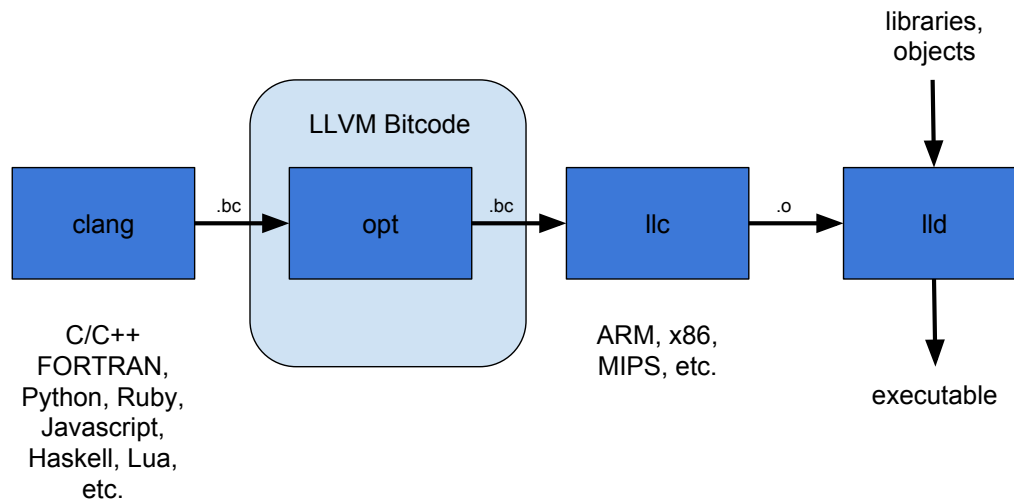 libraries,
objects
LLVM Bitcode
clang
.bc
opt
.bc
llc
.o
lld
C/C++
FORTRAN,
Python, Ruby,
Javascript,
Haskell, Lua,
etc.
ARM, x86,
MIPS, etc.
executable